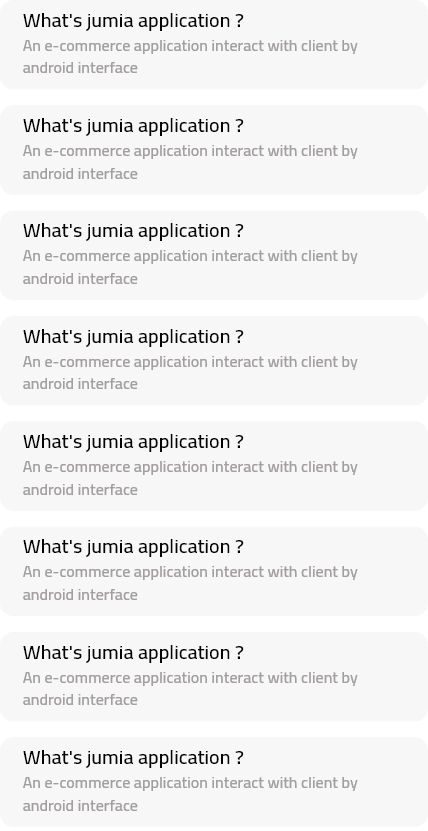 What's jumia application ?
An e-commerce application interact with client by
android interface
What's jumia application ?
An e-commerce application interact with client by
android interface
What's jumia application ?
An e-commerce application interact with client by
android interface
What's jumia application ?
An e-commerce application interact with client by
android interface
What's jumia application ?
An e-commerce application interact with client by
android interface
What's jumia application ?
An e-commerce application interact with client by
android interface
What's jumia application ?
An e-commerce application interact with client by
android interface
What's jumia application ?
An e-commerce application interact with client by
android interface